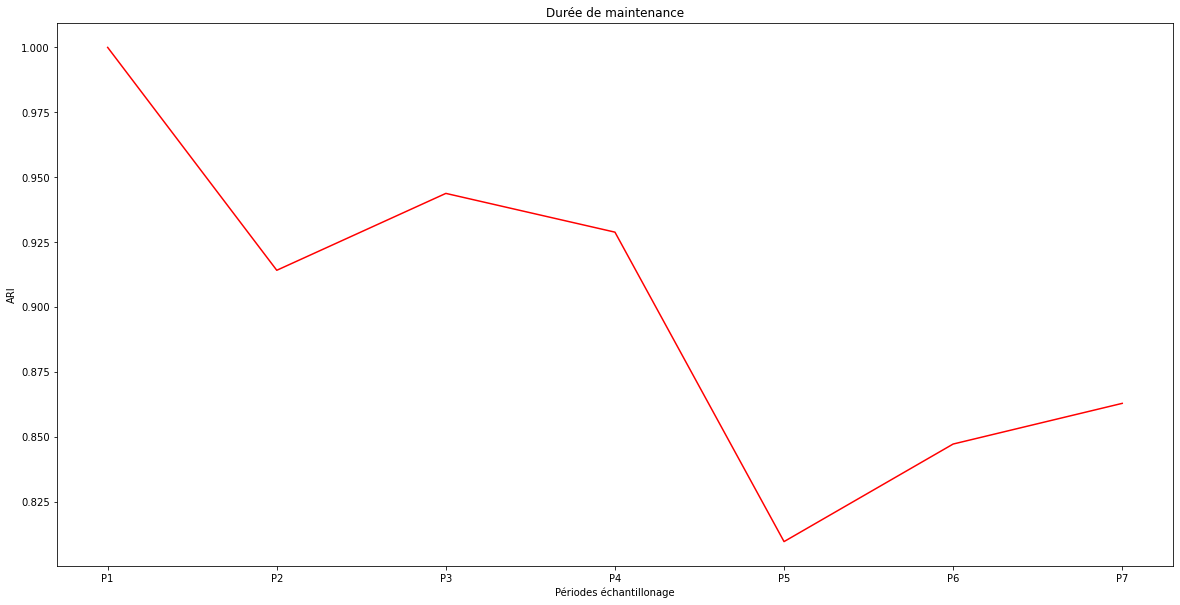 Durée de maintenance
1.000
0.975
0.950
0.925
0.900
0.875
0.850
0.825
ARI
P1 P2 P3 P4 P5 P6 P7
Périodes échantillonage